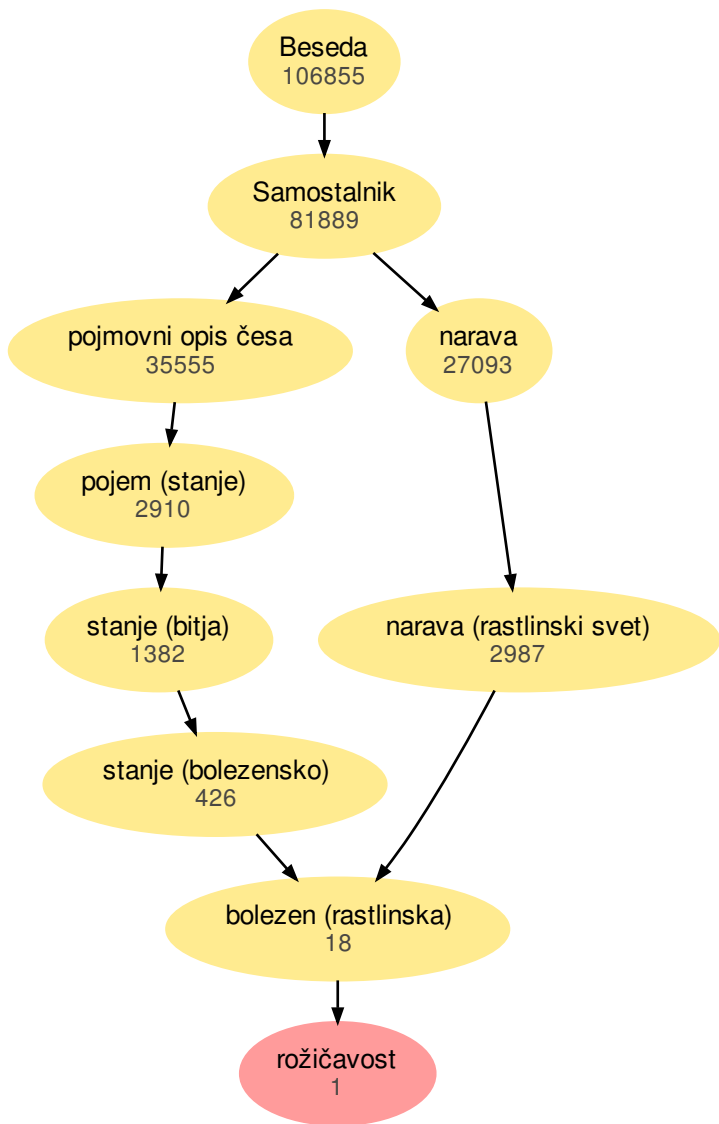 Beseda
106855
Samostalnik
81889
pojmovni opis česa
35555
narava
27093
pojem (stanje)
2910
stanje (bitja)
1382
narava (rastlinski svet)
2987
stanje (bolezensko)
426
bolezen (rastlinska)
18
rožičavost
1